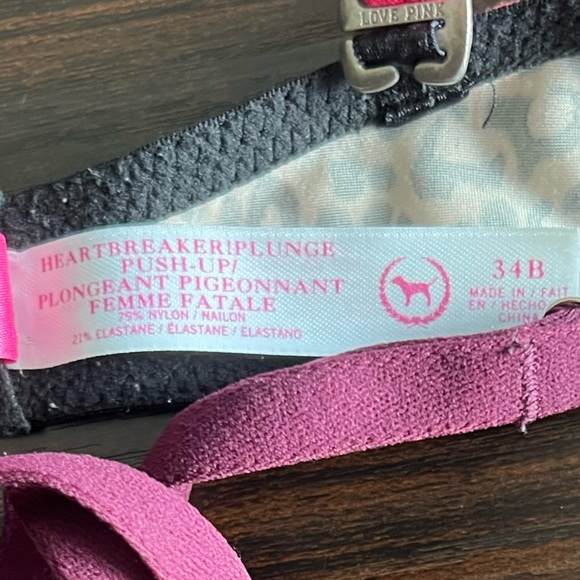 LOVE PINK
HEARTBREAKER!PLUNGE
PUSH-UP/
PLONGEANT PIGEONNANT
FEMME FATALE
79% NYLON / NAILON
21% ELASTANE / ÉLASTANE / ELASTANO
34B
MADE IN / FAIT
EN / HECHO
CHINA